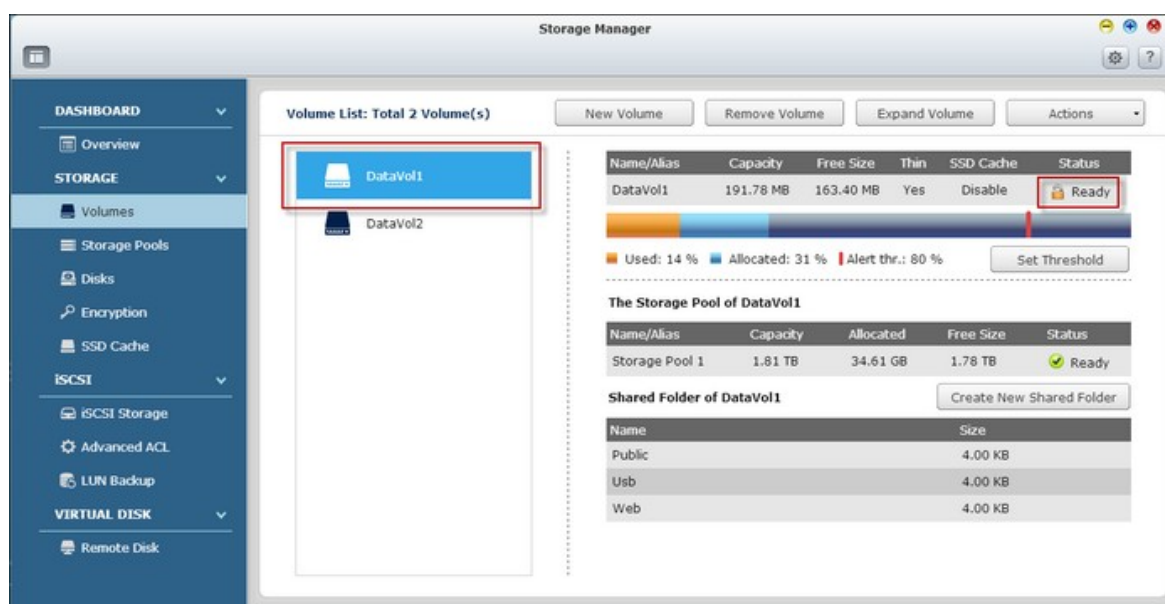 Storage Manager
?
DASHBOARD
Overview
STORAGE
Volumes
Storage Pools
Disks
Encryption
SSD Cache
iSCSI
iSCSI Storage
Advanced ACL
LUN Backup
VIRTUAL DISK
Remote Disk
Volume List: Total 2 Volume(s) New Volume Remove Volume Expand Volume Actions
DataVol1
DataVol2
Name/Alias Capacity Free Size Thin SSD Cache Status
DataVol1 191.78 MB 163.40 MB Yes Disable Ready
Used: 14 % Allocated: 31 % Alert thr.: 80 % Set Threshold
The Storage Pool of DataVol1
Name/Alias Capacity Allocated Free Size Status
Storage Pool 1 1.81 TB 34.61 GB 1.78 TB Ready
Shared Folder of DataVol1 Create New Shared Folder
Name Size
Public 4.00 KB
Usb 4.00 KB
Web 4.00 KB